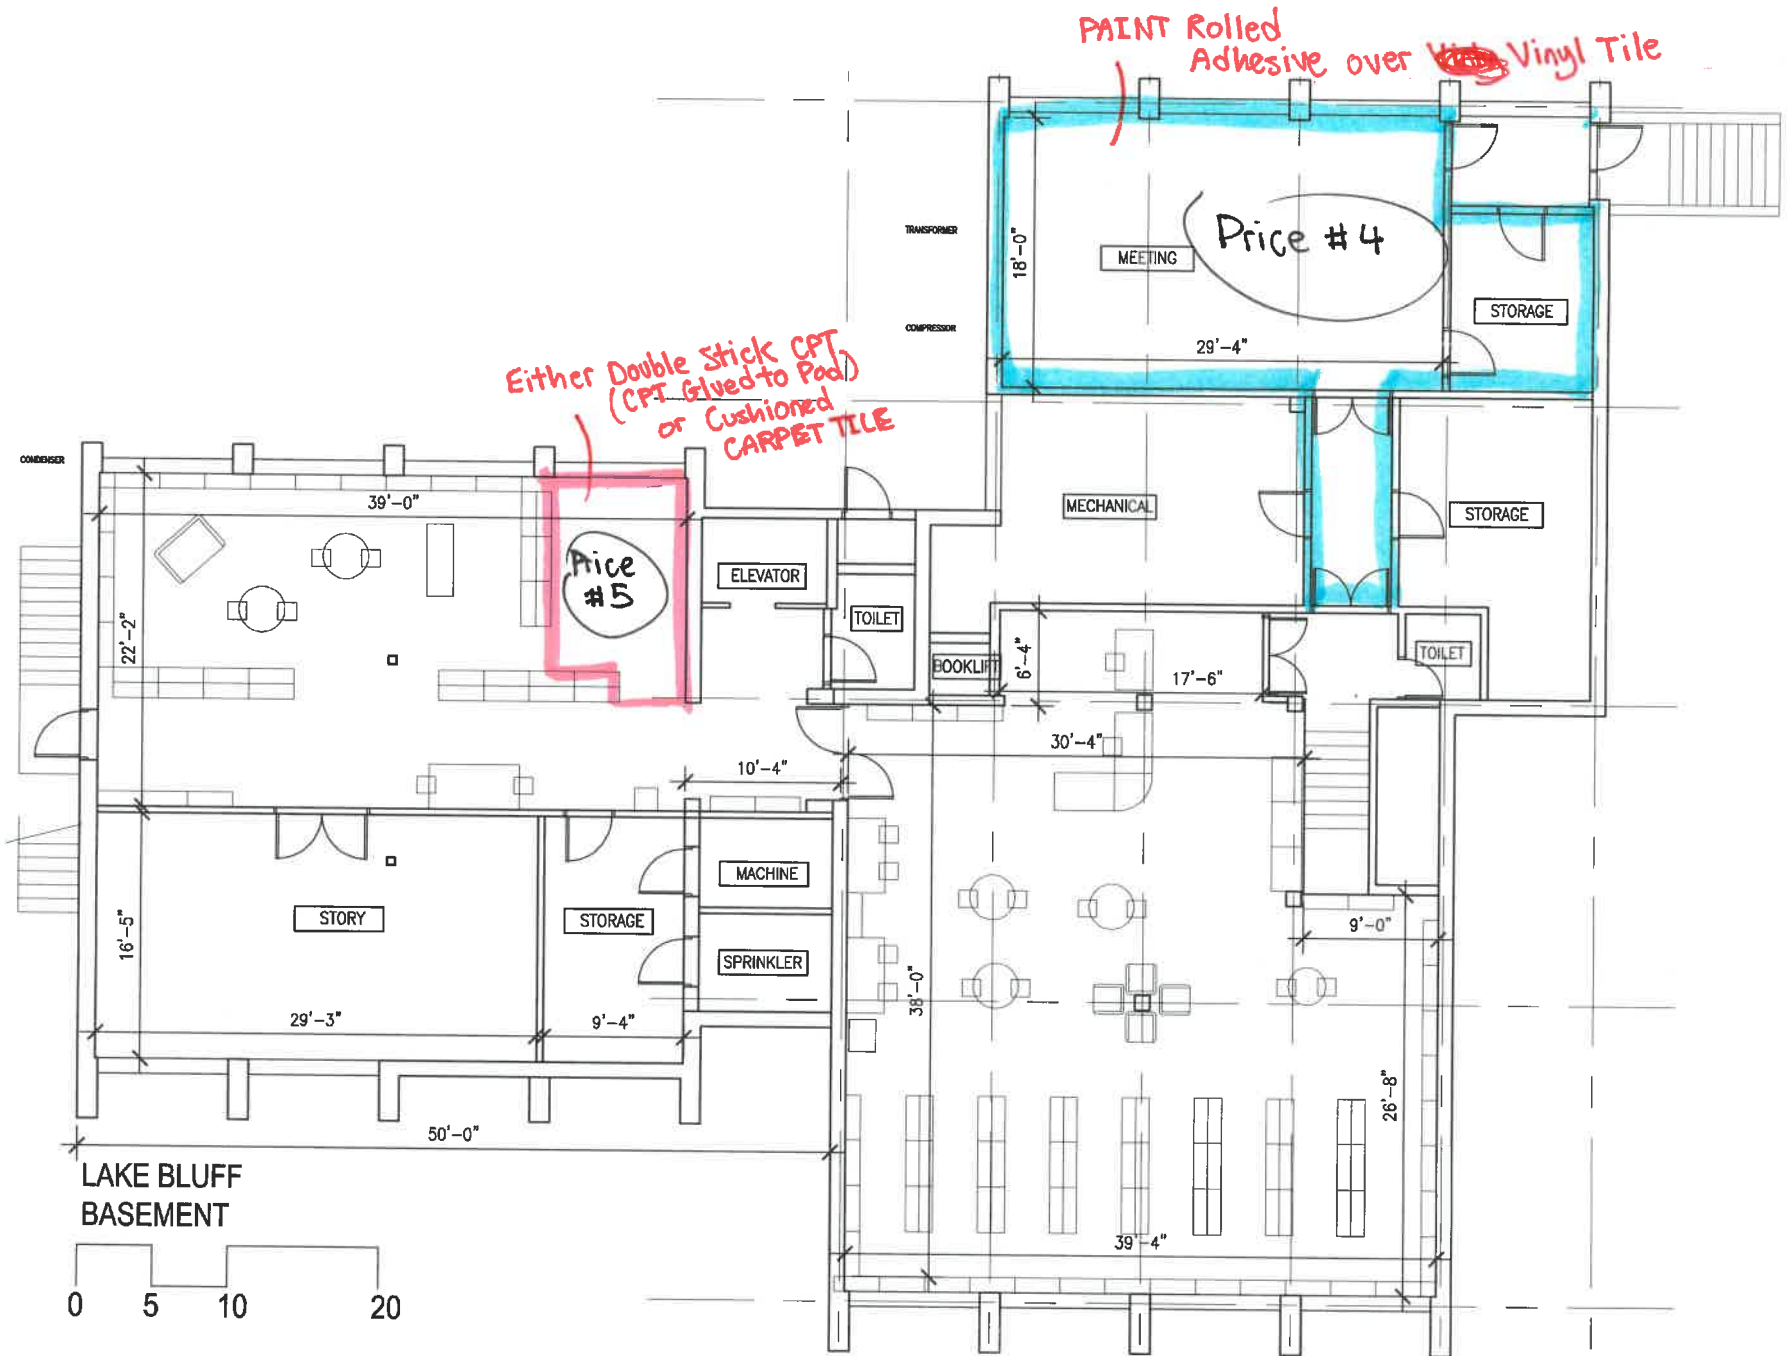 PAINT Rolled
Adhesive over Vinyl Tile
TRANSFORMER
18'-0"
MEETING
Price #4
STORAGE
COMPRESSOR
29'-4"
Either Double Stick CPT
(CPT Glued to Pad)
or Cushioned
CARPET TILE
CONDENSER
39'-0"
MECHANICAL
STORAGE
Price
#5
ELEVATOR
22'-2"
TOILET
BOOKLIFT
6'-4"
17'-6"
TOILET
30'-4"
10'-4"
MACHINE
STORY
STORAGE
16'-5"
9'-0"
SPRINKLER
38'-0"
29'-3"
9'-4"
26'-8"
50'-0"
LAKE BLUFF
BASEMENT
39'-4"
0 5 10 20